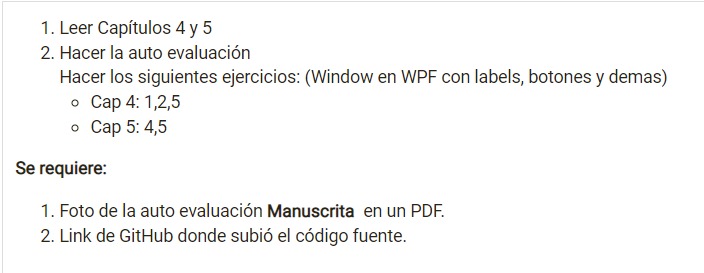 1. Leer Capítulos 4 y 5
2. Hacer la auto evaluación
Hacer los siguientes ejercicios: (Window en WPF con labels, botones y demas)
○ Cap 4: 1,2,5
○ Cap 5: 4,5
Se requiere:
1. Foto de la auto evaluación Manuscrita en un PDF.
2. Link de GitHub donde subió el código fuente.